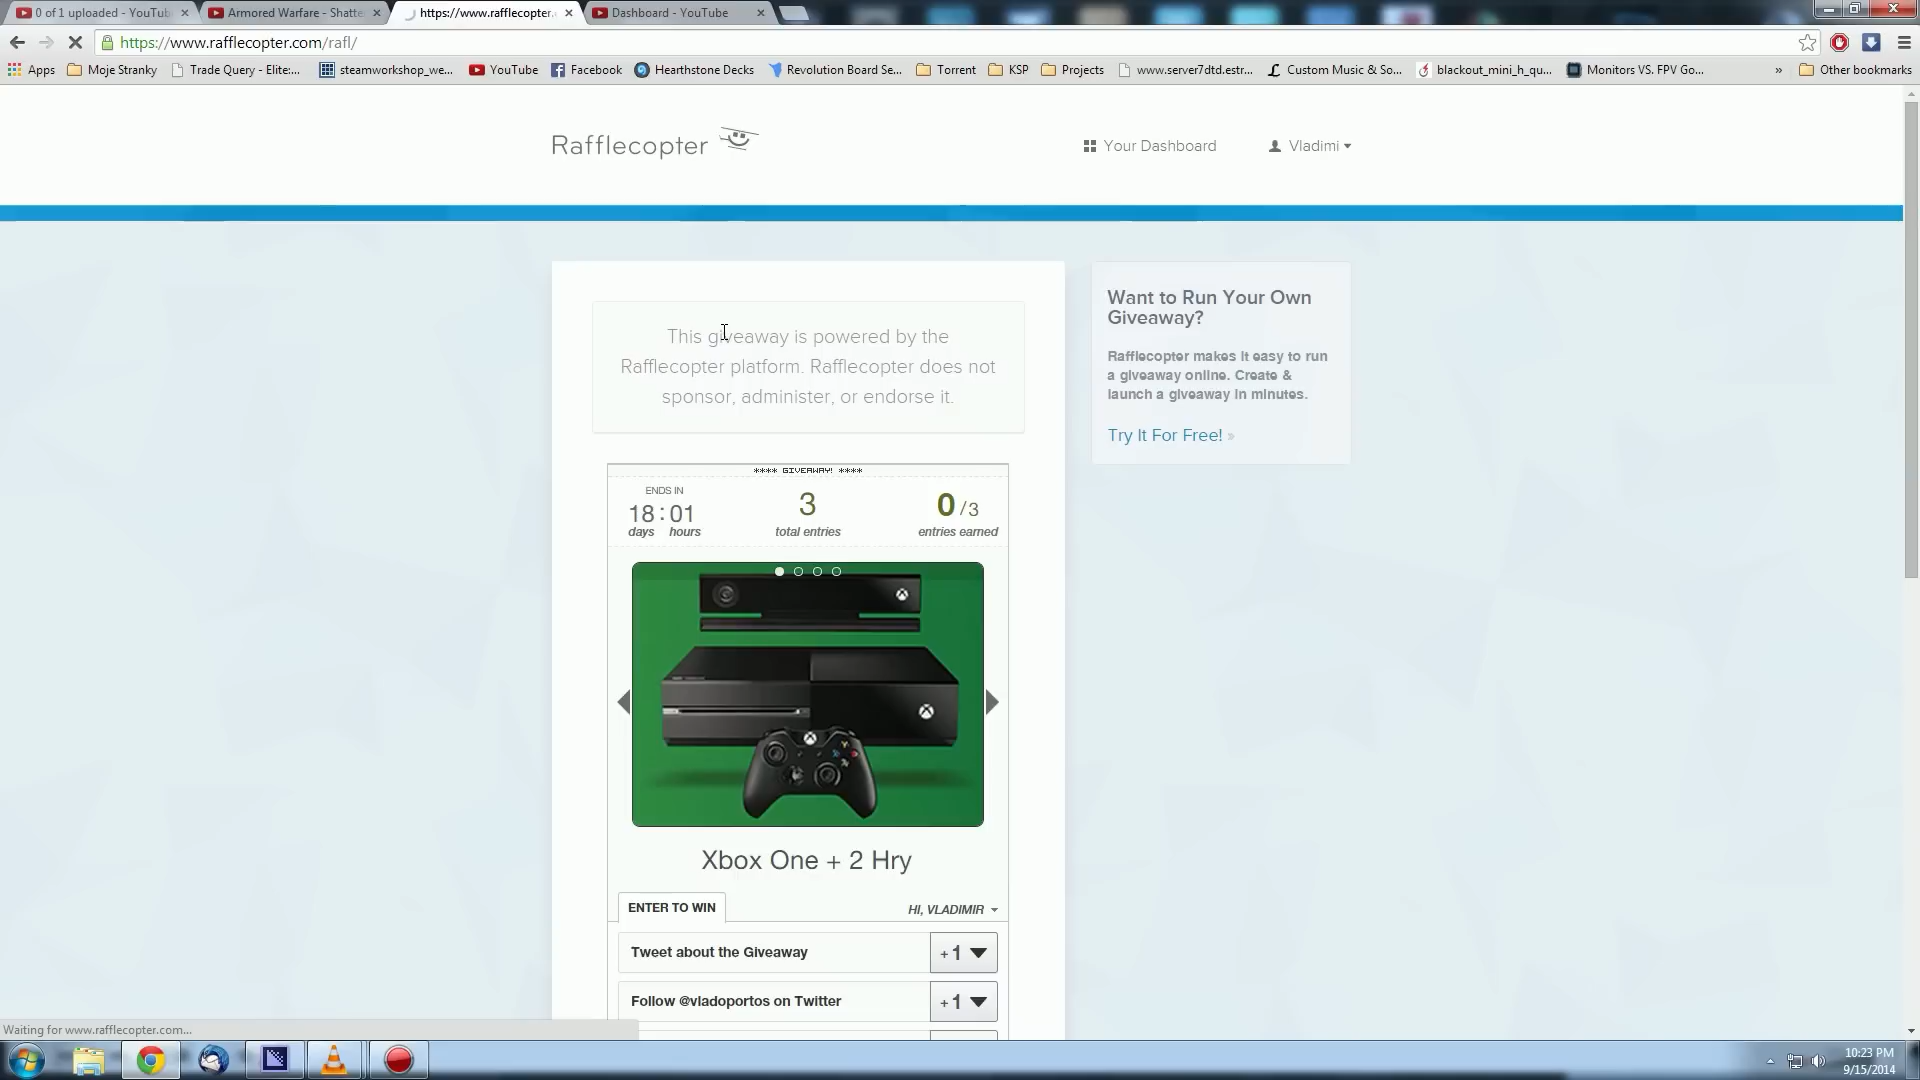 0 of 1 uploaded - YouTub
Armored Warfare - Shatte
https://www.rafflecopter.
Dashboard - YouTube
https://www.rafflecopter.com/rafl/
Apps
Moje Stranky
Trade Query - Elite:...
steamworkshop_we...
YouTube
Facebook
Hearthstone Decks
Revolution Board Se...
Torrent
KSP
Projects
www.server7dtd.estr...
Custom Music & So...
blackout_mini_h_qu...
Monitors VS. FPV Go...
»
Other bookmarks
Rafflecopter
Your Dashboard
Vladimi
This giveaway is powered by the
Rafflecopter platform. Rafflecopter does not
sponsor, administer, or endorse it.
Want to Run Your Own
Giveaway?
Rafflecopter makes it easy to run
a giveaway online. Create &
launch a giveaway in minutes.
Try It For Free! »
**** GIVEAWAY! ****
ENDS IN
18 : 01
days hours
3
total entries
0 /3
entries earned
Xbox One + 2 Hry
ENTER TO WIN
HI, VLADIMIR
Tweet about the Giveaway
+1
Follow @vladoportos on Twitter
+1
Waiting for www.rafflecopter.com...
10:23 PM
9/15/2014